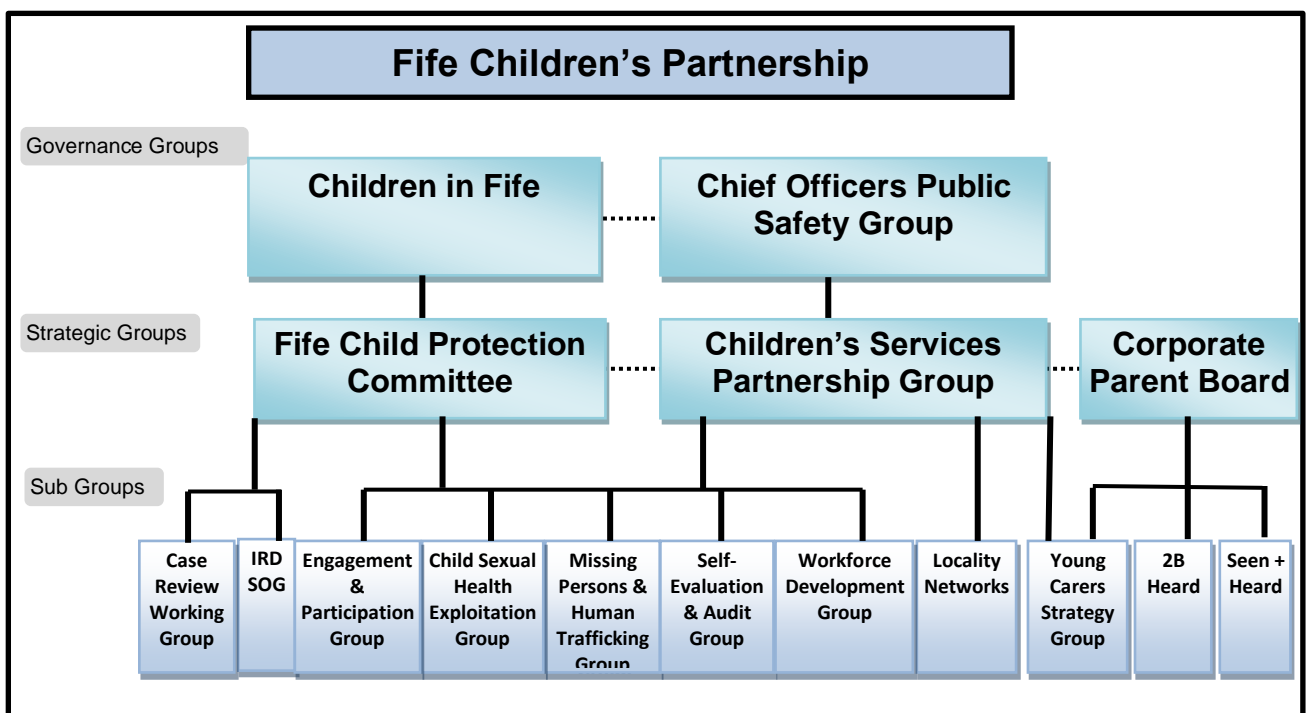 Fife Children's Partnership
Governance Groups
Children in Fife
Chief Officers Public
Safety Group
Strategic Groups
Fife Child Protection
Committee
Children's Services
Partnership Group
Corporate
Parent Board
Sub Groups
Case
Review
Working
Group
IRD
SOG
Engagement
&
Participation
Group
Child Sexual
Health
Exploitation
Group
Missing
Persons &
Human
Trafficking
Group
Self-
Evaluation
& Audit
Group
Workforce
Development
Group
Locality
Networks
Young
Carers
Strategy
Group
2B
Heard
Seen +
Heard